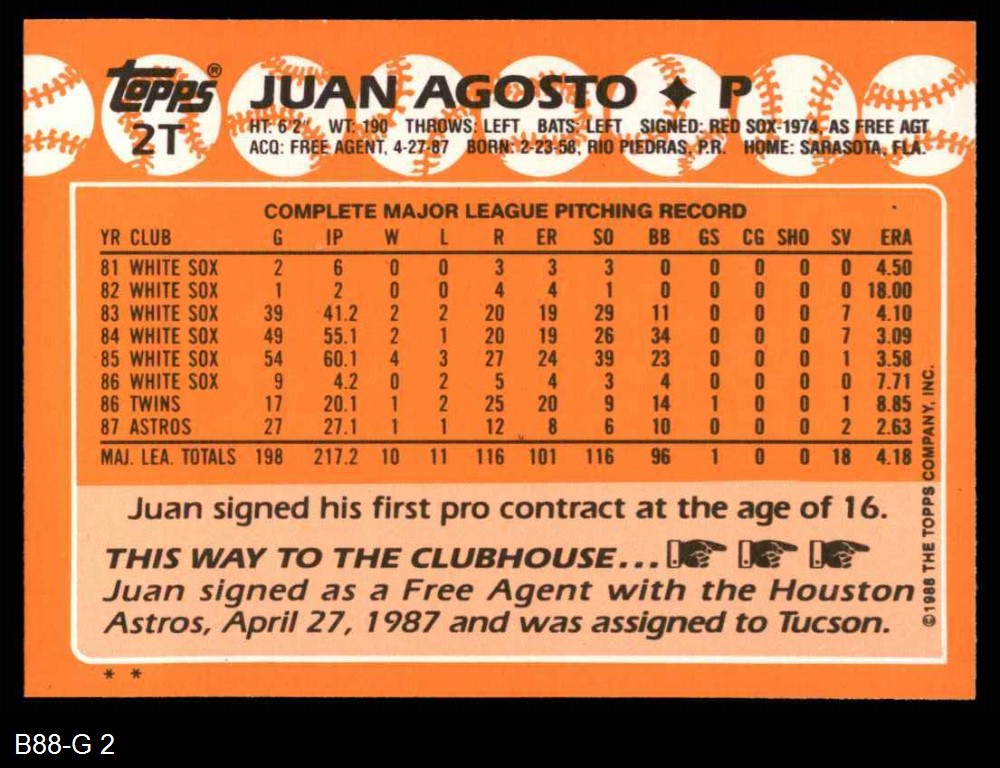 Topps®
2T
JUAN AGOSTO ♦ P
HT: 6'2" WT: 190 THROWS: LEFT BATS: LEFT SIGNED: RED SOX-1974, AS FREE AGT
ACQ: FREE AGENT, 4-27-87 BORN: 2-23-58, RIO PIEDRAS, P.R. HOME: SARASOTA, FLA.
COMPLETE MAJOR LEAGUE PITCHING RECORD
YR CLUB G IP W L R ER SO BB GS CG SHO SV ERA
81 WHITE SOX 2 6 0 0 3 3 3 0 0 0 0 0 4.50
82 WHITE SOX 1 2 0 0 4 4 1 0 0 0 0 0 18.00
83 WHITE SOX 39 41.2 2 2 20 19 29 11 0 0 0 7 4.10
84 WHITE SOX 49 55.1 2 1 20 19 26 34 0 0 0 7 3.09
85 WHITE SOX 54 60.1 4 3 27 24 39 23 0 0 0 1 3.58
86 WHITE SOX 9 4.2 0 2 5 4 3 4 0 0 0 0 7.71
86 TWINS 17 20.1 1 2 25 20 9 14 1 0 0 1 8.85
87 ASTROS 27 27.1 1 1 12 8 6 10 0 0 0 2 2.63
MAJ. LEA. TOTALS 198 217.2 10 11 116 101 116 96 1 0 0 18 4.18
Juan signed his first pro contract at the age of 16.
THIS WAY TO THE CLUBHOUSE...
Juan signed as a Free Agent with the Houston
Astros, April 27, 1987 and was assigned to Tucson.
©1988 THE TOPPS COMPANY, INC.
* *
B88-G 2